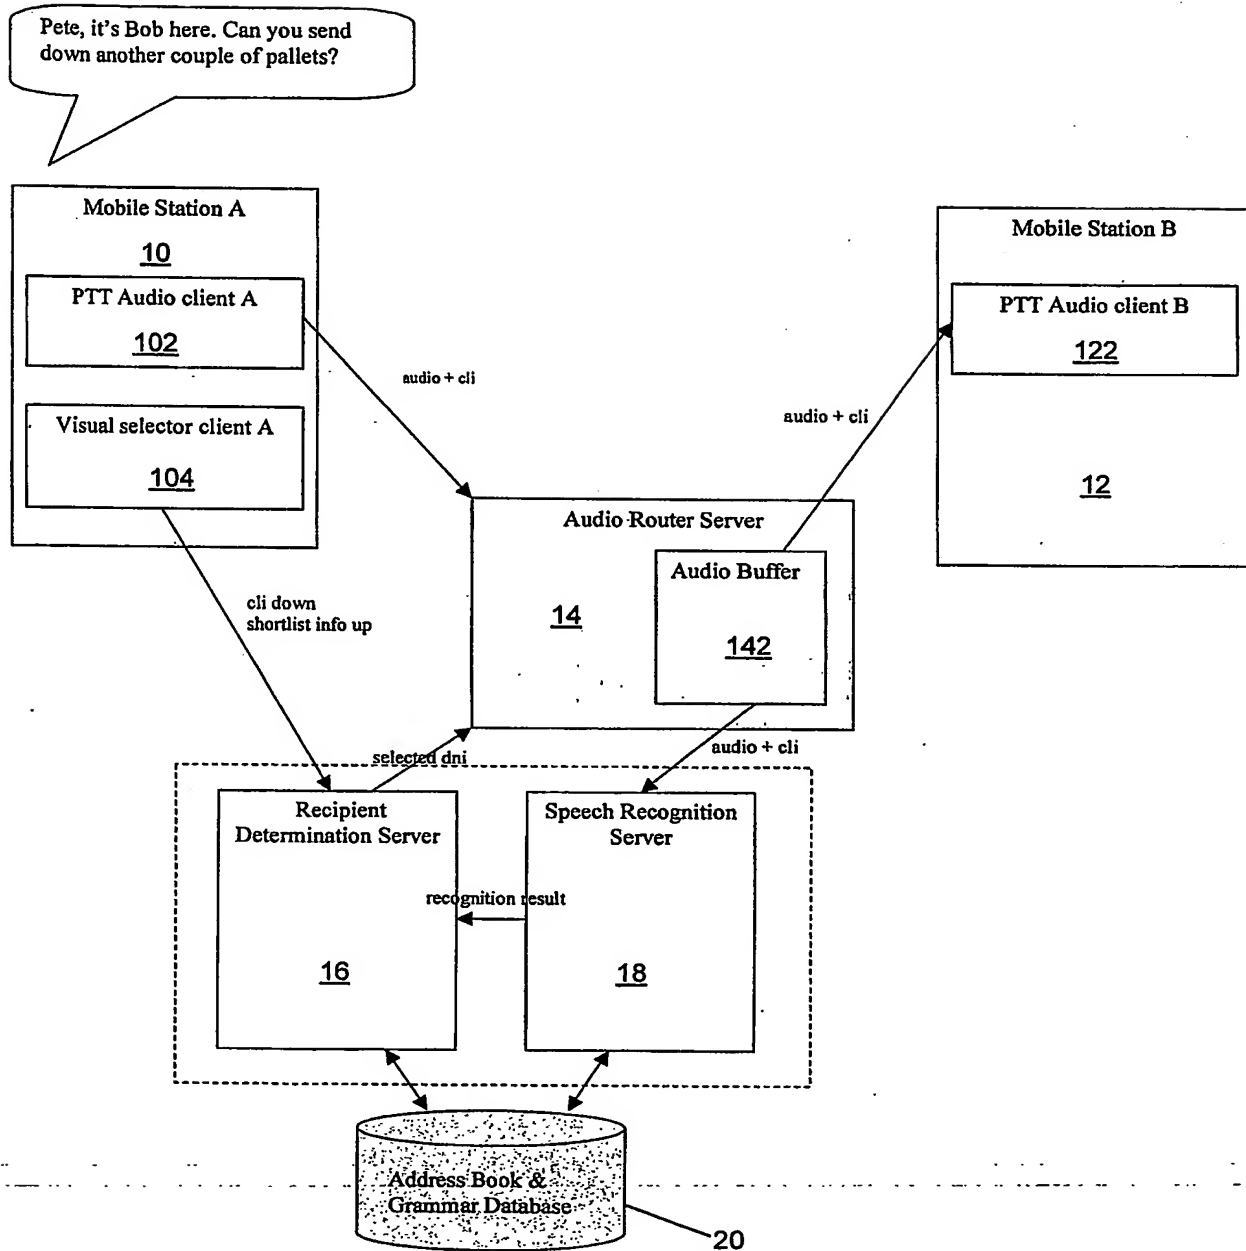 Pete, it's Bob here. Can you send
down another couple of pallets?
Mobile Station A
10
PTT Audio client A
102
Visual selector client A
104
Mobile Station B
PTT Audio client B
122
12
audio + cli
audio + cli
cli down
shortlist info up
Audio Router Server
14
Audio Buffer
142
selected dni
audio + cli
Recipient
Determination Server
16
Speech Recognition
Server
18
recognition result
Address Book &
Grammar Database
20